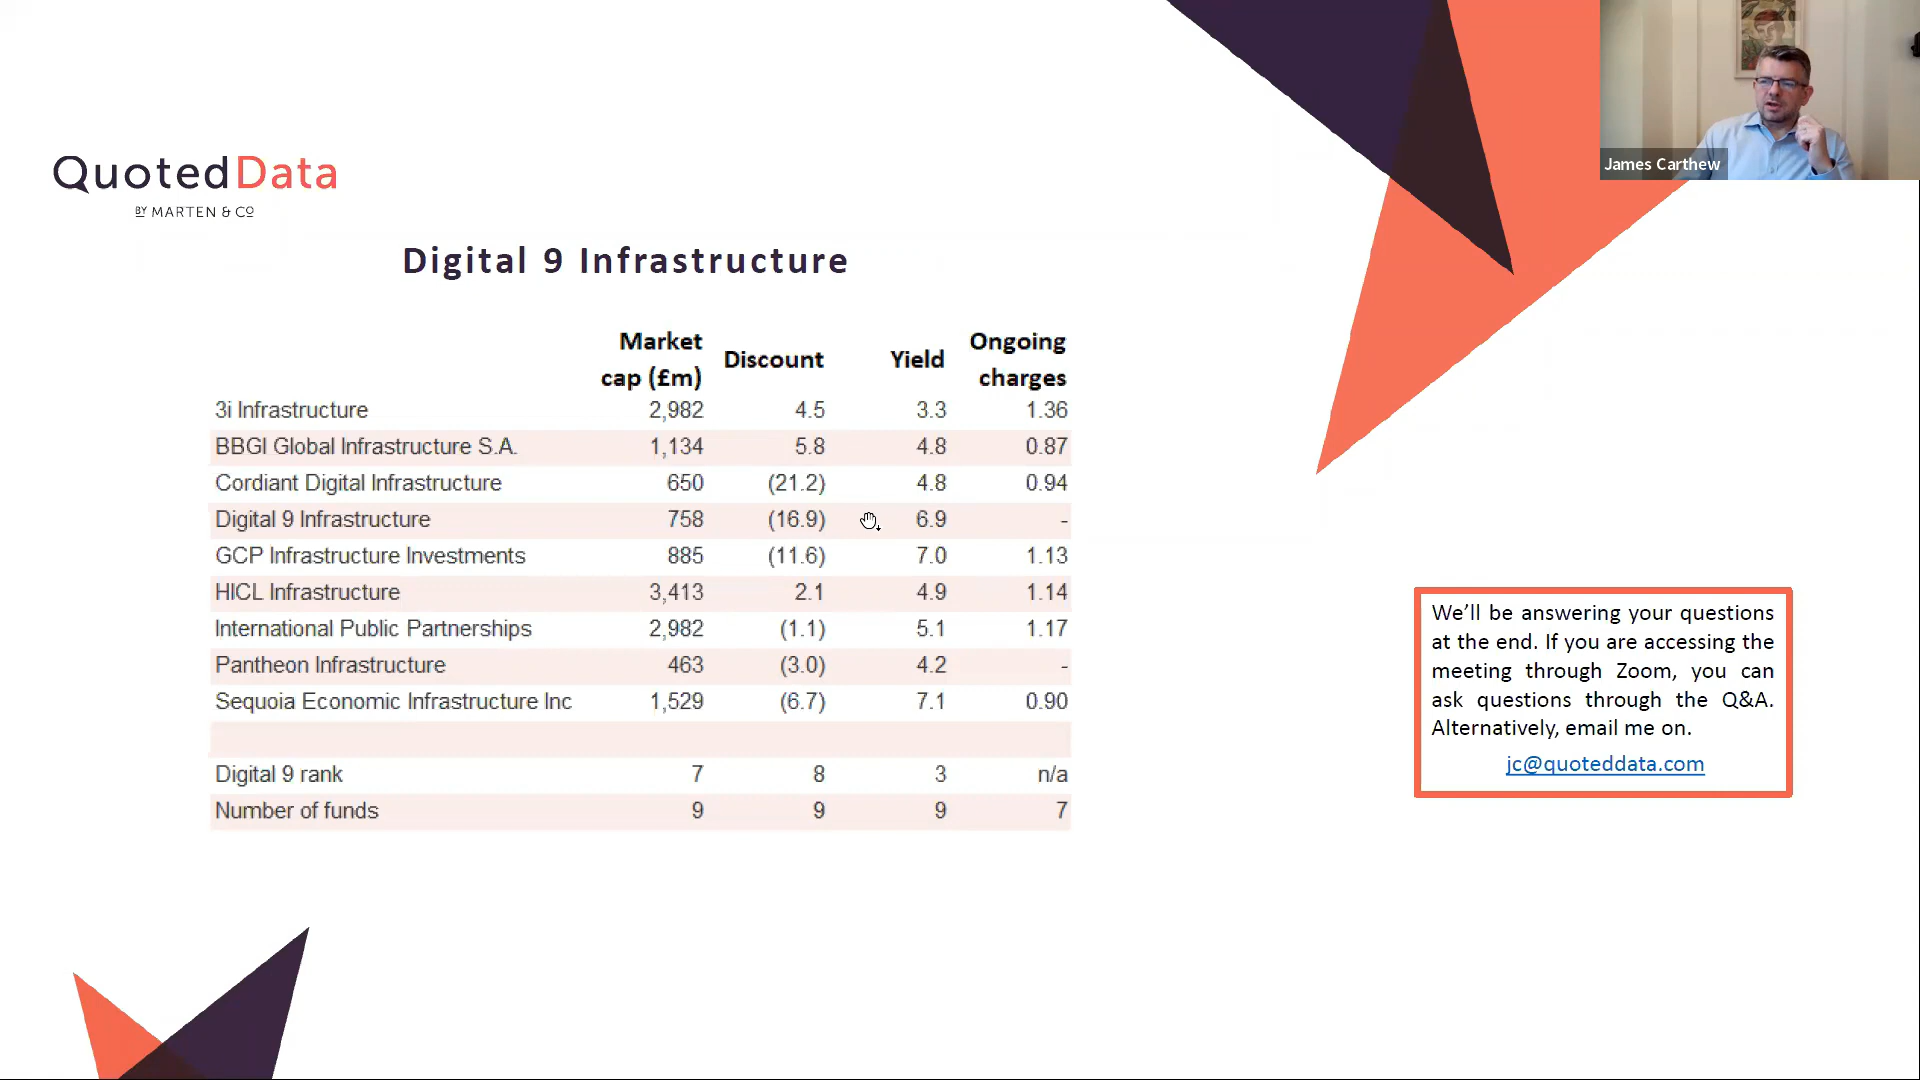 James Carthew
QuotedData
BY MARTEN & CO
Digital 9 Infrastructure
Market cap (£m) Discount Yield Ongoing charges
3i Infrastructure 2,982 4.5 3.3 1.36
BBGI Global Infrastructure S.A. 1,134 5.8 4.8 0.87
Cordiant Digital Infrastructure 650 (21.2) 4.8 0.94
Digital 9 Infrastructure 758 (16.9) 6.9 -
GCP Infrastructure Investments 885 (11.6) 7.0 1.13
HICL Infrastructure 3,413 2.1 4.9 1.14
International Public Partnerships 2,982 (1.1) 5.1 1.17
Pantheon Infrastructure 463 (3.0) 4.2 -
Sequoia Economic Infrastructure Inc 1,529 (6.7) 7.1 0.90
Digital 9 rank 7 8 3 n/a
Number of funds 9 9 9 7
We’ll be answering your questions
at the end. If you are accessing the
meeting through Zoom, you can
ask questions through the Q&A.
Alternatively, email me on.
jc@quoteddata.com